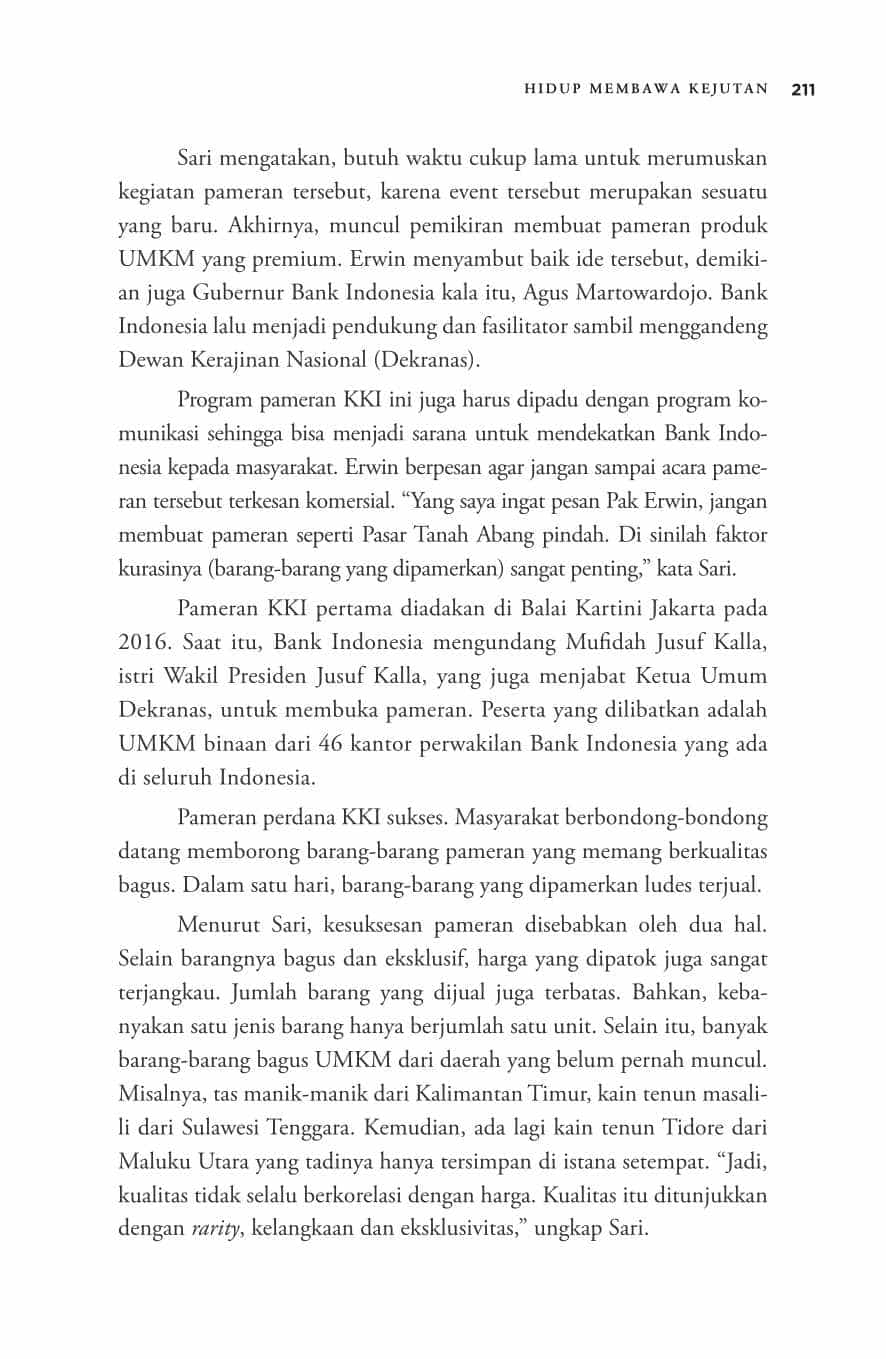 HIDUP MEMBAWA KEJUTAN 211
Sari mengatakan, butuh waktu cukup lama untuk merumuskan
kegiatan pameran tersebut, karena event tersebut merupakan sesuatu
yang baru. Akhirnya, muncul pemikiran membuat pameran produk
UMKM yang premium. Erwin menyambut baik ide tersebut, demiki-
an juga Gubernur Bank Indonesia kala itu, Agus Martowardojo. Bank
Indonesia lalu menjadi pendukung dan fasilitator sambil menggandeng
Dewan Kerajinan Nasional (Dekranas).
Program pameran KKI ini juga harus dipadu dengan program ko-
munikasi sehingga bisa menjadi sarana untuk mendekatkan Bank Indo-
nesia kepada masyarakat. Erwin berpesan agar jangan sampai acara pame-
ran tersebut terkesan komersial. “Yang saya ingat pesan Pak Erwin, jangan
membuat pameran seperti Pasar Tanah Abang pindah. Di sinilah faktor
kurasinya (barang-barang yang dipamerkan) sangat penting,” kata Sari.
Pameran KKI pertama diadakan di Balai Kartini Jakarta pada
2016. Saat itu, Bank Indonesia mengundang Mufidah Jusuf Kalla,
istri Wakil Presiden Jusuf Kalla, yang juga menjabat Ketua Umum
Dekranas, untuk membuka pameran. Peserta yang dilibatkan adalah
UMKM binaan dari 46 kantor perwakilan Bank Indonesia yang ada
di seluruh Indonesia.
Pameran perdana KKI sukses. Masyarakat berbondong-bondong
datang memborong barang-barang pameran yang memang berkualitas
bagus. Dalam satu hari, barang-barang yang dipamerkan ludes terjual.
Menurut Sari, kesuksesan pameran disebabkan oleh dua hal.
Selain barangnya bagus dan eksklusif, harga yang dipatok juga sangat
terjangkau. Jumlah barang yang dijual juga terbatas. Bahkan, keba-
nyakan satu jenis barang hanya berjumlah satu unit. Selain itu, banyak
barang-barang bagus UMKM dari daerah yang belum pernah muncul.
Misalnya, tas manik-manik dari Kalimantan Timur, kain tenun masali-
li dari Sulawesi Tenggara. Kemudian, ada lagi kain tenun Tidore dari
Maluku Utara yang tadinya hanya tersimpan di istana setempat. “Jadi,
kualitas tidak selalu berkorelasi dengan harga. Kualitas itu ditunjukkan
dengan rarity, kelangkaan dan eksklusivitas,” ungkap Sari.